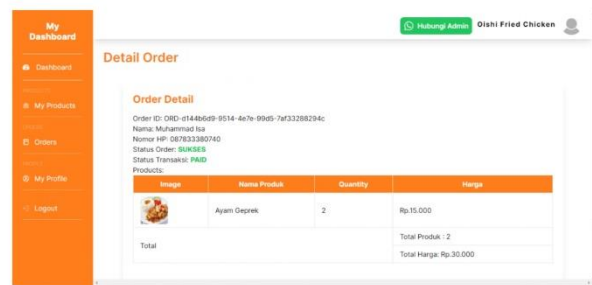 My
Dashboard
Hubungi Admin
Oishi Fried Chicken
Dashboard
My Products
Orders
My Profile
Logout
Detail Order
Order Detail
Order ID: ORD-d144b6d9-9514-4e7e-99d5-7af33288294c
Nama: Muhammad Isa
Nomor HP: 087833380740
Status Order: SUKSES
Status Transaksi: PAID
Products:
Image Nama Produk Quantity Harga
Ayam Geprek 2 Rp.15.000
Total
Total Produk : 2
Total Harga: Rp.30.000